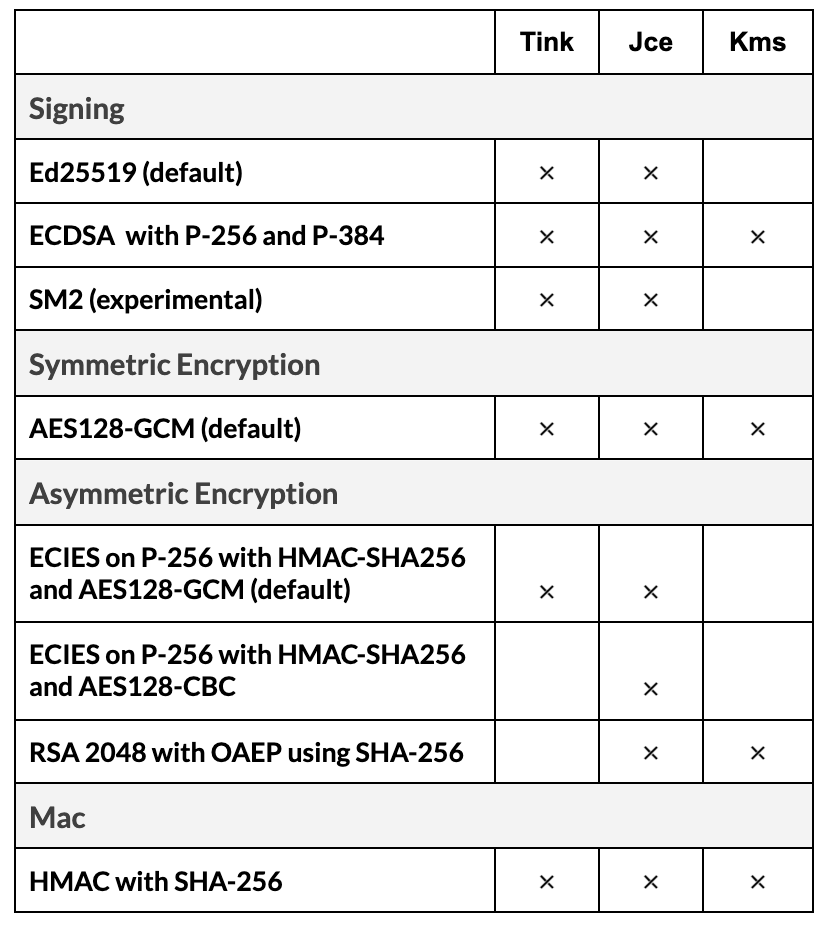 Tink Jce Kms
Signing
Ed25519 (default) × ×
ECDSA with P-256 and P-384 × × ×
SM2 (experimental) × ×
Symmetric Encryption
AES128-GCM (default) × × ×
Asymmetric Encryption
ECIES on P-256 with HMAC-SHA256
and AES128-GCM (default) × ×
ECIES on P-256 with HMAC-SHA256
and AES128-CBC ×
RSA 2048 with OAEP using SHA-256 × ×
Mac
HMAC with SHA-256 × × ×